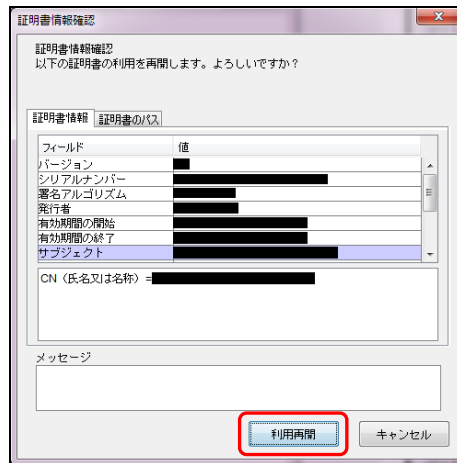 証明書情報確認
証明書情報確認
以下の証明書の利用を再開します。よろしいですか？
証明書情報 証明書のパス
フィールド 値
バージョン
シリアルナンバー
署名アルゴリズム
発行者
有効期間の開始
有効期間の終了
サブジェクト
CN（氏名又は名称）=
メッセージ
利用再開 キャンセル